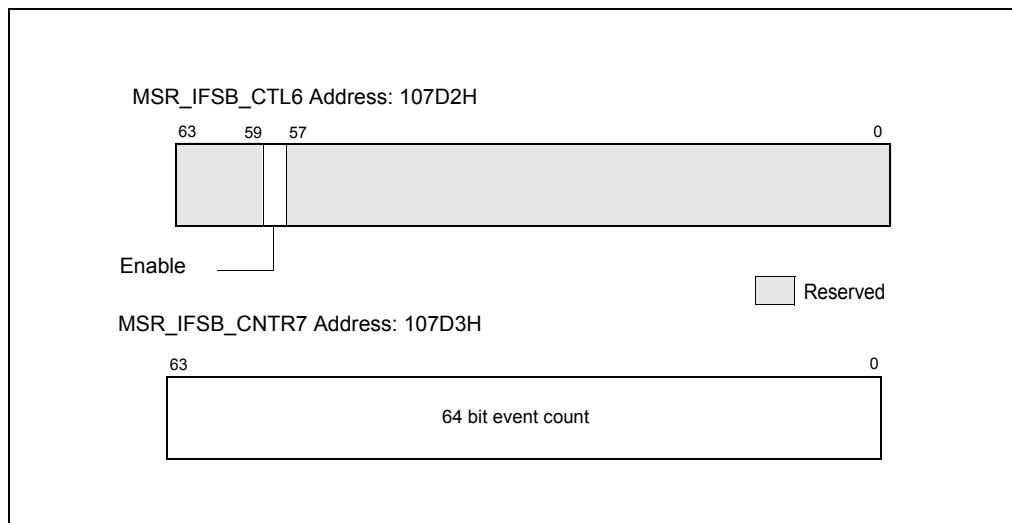 MSR_IFSB_CTL6 Address: 107D2H
63 59 57 0
Enable
Reserved
MSR_IFSB_CNTR7 Address: 107D3H
63 0
64 bit event count